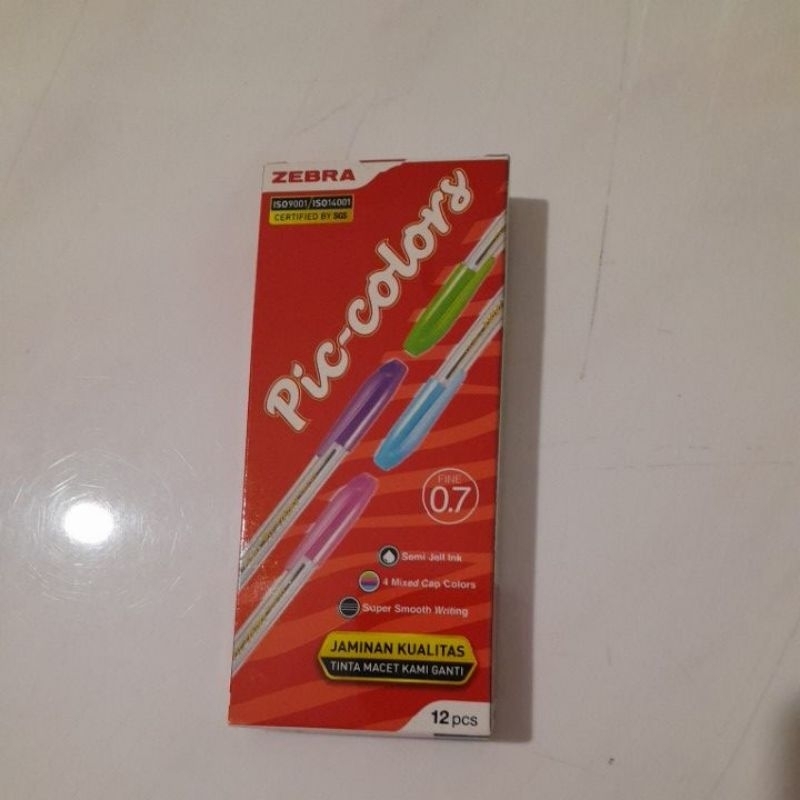 ZEBRA
ISO9001/ISO14001
CERTIFIED BY SGS
Pic-colors
FINE
0.7
Semi Jell Ink
4 Mixed Cap Colors
Super Smooth Writing
JAMINAN KUALITAS
TINTA MACET KAMI GANTI
12 pcs